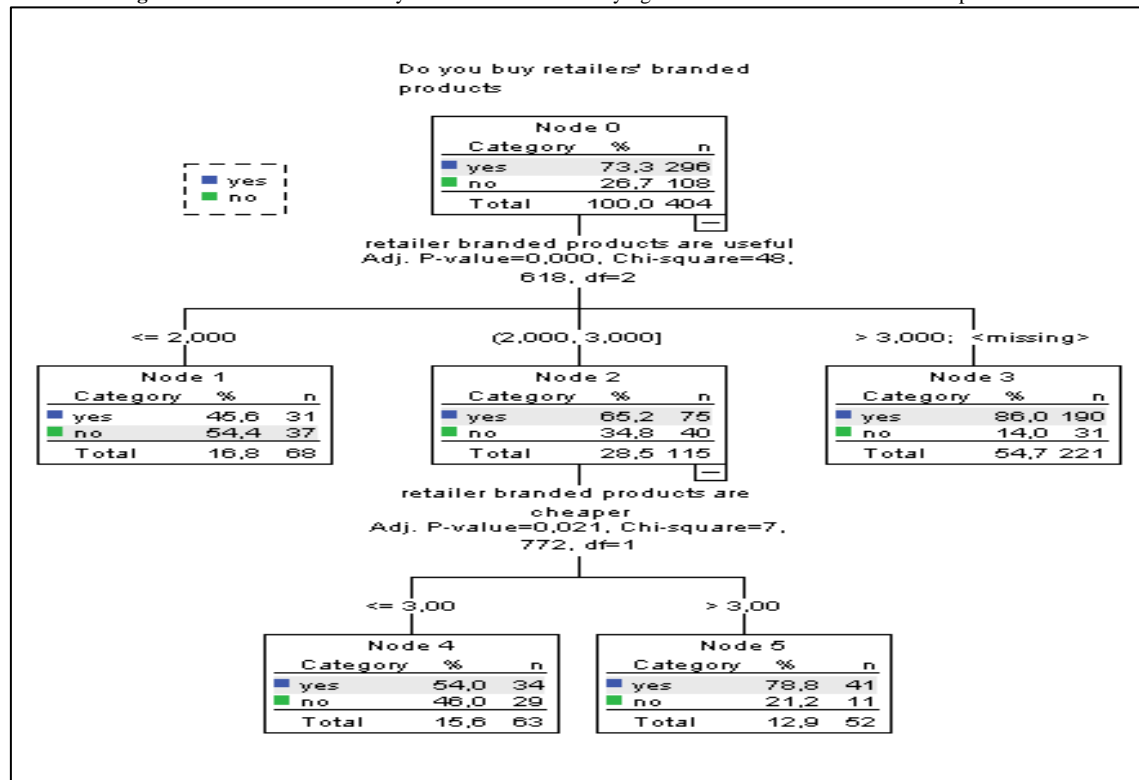 Do you buy retailers' branded
products
yes
no
Node 0
Category % n
yes 73,3 296
no 26,7 108
Total 100,0 404
retailer branded products are useful
Adj. P-value=0,000, Chi-square=48,
618, df=2
<= 2,000
(2,000, 3,000]
> 3,000; <missing>
Node 1
Category % n
yes 45,6 31
no 54,4 37
Total 16,8 68
Node 2
Category % n
yes 65,2 75
no 34,8 40
Total 28,5 115
Node 3
Category % n
yes 86,0 190
no 14,0 31
Total 54,7 221
retailer branded products are
cheaper
Adj. P-value=0,021, Chi-square=7,
772, df=1
<= 3,00
> 3,00
Node 4
Category % n
yes 54,0 34
no 46,0 29
Total 15,6 63
Node 5
Category % n
yes 78,8 41
no 21,2 11
Total 12,9 52